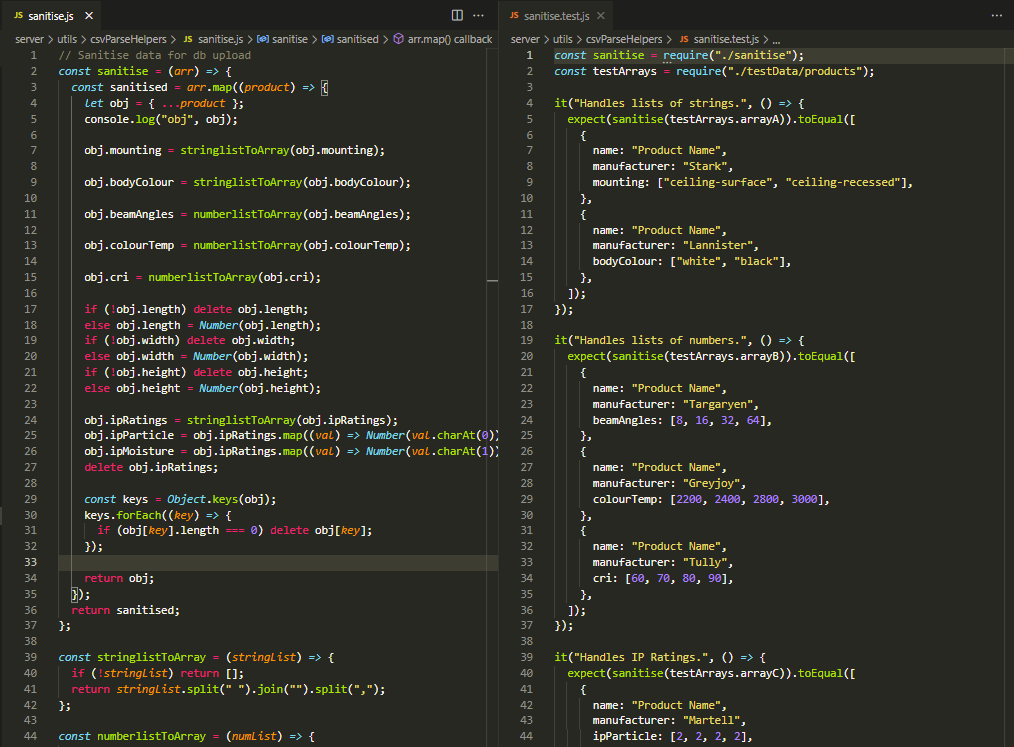 JS sanitise.js ×
server > utils > csvParseHelpers > JS sanitise.js > sanitise > sanitised > arr.map() callback
1 // Sanitise data for db upload
2 const sanitise = (arr) => {
3 const sanitised = arr.map((product) => {
4 let obj = { ...product };
5 console.log("obj", obj);
6
7 obj.mounting = stringlistToArray(obj.mounting);
8
9 obj.bodyColour = stringlistToArray(obj.bodyColour);
10
11 obj.beamAngles = numberlistToArray(obj.beamAngles);
12
13 obj.colourTemp = numberlistToArray(obj.colourTemp);
14
15 obj.cri = numberlistToArray(obj.cri);
16
17 if (!obj.length) delete obj.length;
18 else obj.length = Number(obj.length);
19 if (!obj.width) delete obj.width;
20 else obj.width = Number(obj.width);
21 if (!obj.height) delete obj.height;
22 else obj.height = Number(obj.height);
23
24 obj.ipRatings = stringlistToArray(obj.ipRatings);
25 obj.ipParticle = obj.ipRatings.map((val) => Number(val.charAt(0))
26 obj.ipMoisture = obj.ipRatings.map((val) => Number(val.charAt(1))
27 delete obj.ipRatings;
28
29 const keys = Object.keys(obj);
30 keys.forEach((key) => {
31 if (obj[key].length === 0) delete obj[key];
32 });
33
34 return obj;
35 });
36 return sanitised;
37 };
38
39 const stringlistToArray = (stringList) => {
40 if (!stringList) return [];
41 return stringList.split(" ").join("").split(",");
42 };
43
44 const numberlistToArray = (numList) => {
JS sanitise.test.js ×
server > utils > csvParseHelpers > JS sanitise.test.js > ...
1 const sanitise = require("./sanitise");
2 const testArrays = require("./testData/products");
3
4 it("Handles lists of strings.", () => {
5 expect(sanitise(testArrays.arrayA)).toEqual([
6 {
7 name: "Product Name",
8 manufacturer: "Stark",
9 mounting: ["ceiling-surface", "ceiling-recessed"],
10 },
11 {
12 name: "Product Name",
13 manufacturer: "Lannister",
14 bodyColour: ["white", "black"],
15 },
16 ]);
17 });
18
19 it("Handles lists of numbers.", () => {
20 expect(sanitise(testArrays.arrayB)).toEqual([
21 {
22 name: "Product Name",
23 manufacturer: "Targaryen",
24 beamAngles: [8, 16, 32, 64],
25 },
26 {
27 name: "Product Name",
28 manufacturer: "Greyjoy",
29 colourTemp: [2200, 2400, 2800, 3000],
30 },
31 {
32 name: "Product Name",
33 manufacturer: "Tully",
34 cri: [60, 70, 80, 90],
35 },
36 ]);
37 });
38
39 it("Handles IP Ratings.", () => {
40 expect(sanitise(testArrays.arrayC)).toEqual([
41 {
42 name: "Product Name",
43 manufacturer: "Martell",
44 ipParticle: [2, 2, 2, 2],